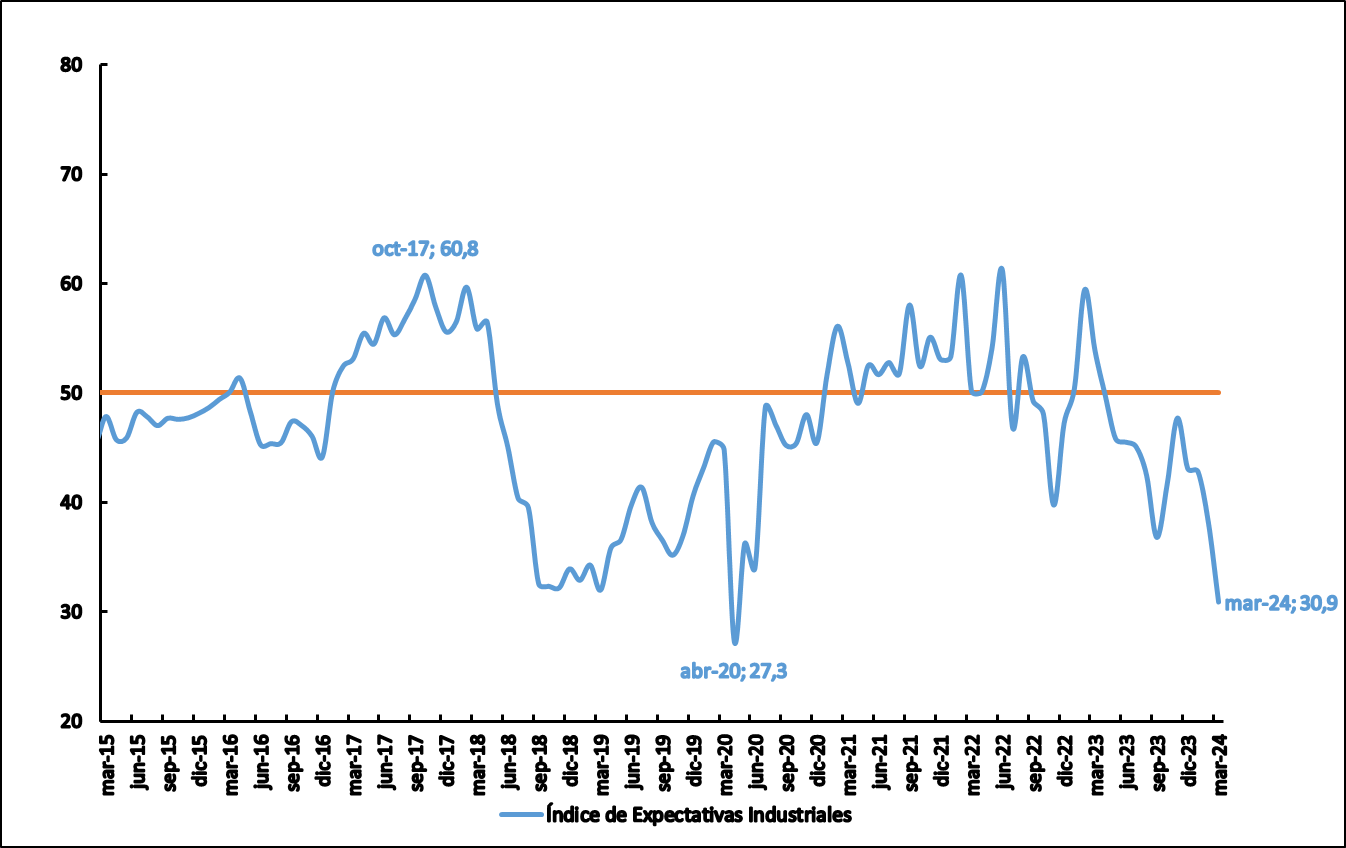 80
70
60
50
40
30
20
oct-17; 60,8
abr-20; 27,3
mar-24; 30,9
mar-15
jun-15
sep-15
dic-15
mar-16
jun-16
sep-16
dic-16
mar-17
jun-17
sep-17
dic-17
mar-18
jun-18
sep-18
dic-18
mar-19
jun-19
sep-19
dic-19
mar-20
jun-20
sep-20
dic-20
mar-21
jun-21
sep-21
dic-21
mar-22
jun-22
sep-22
dic-22
mar-23
jun-23
sep-23
dic-23
mar-24
Índice de Expectativas Industriales